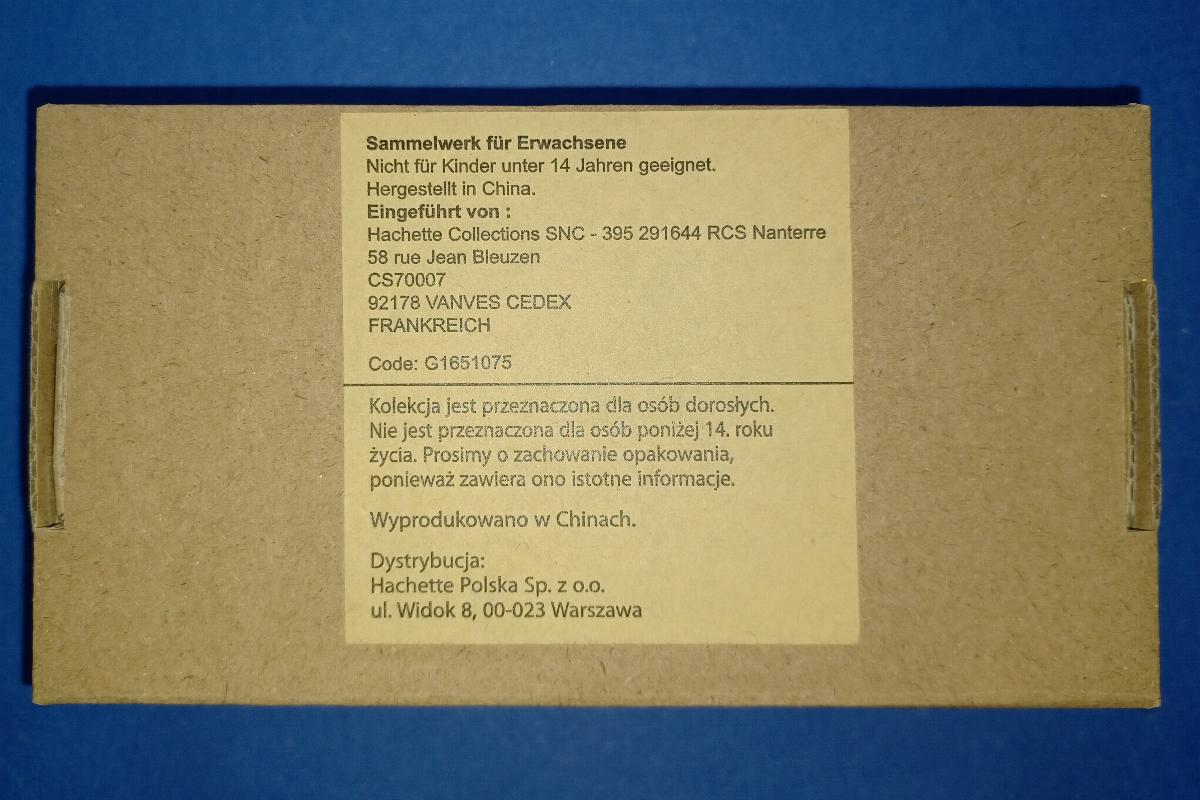 Sammelwerk für Erwachsene
Nicht für Kinder unter 14 Jahren geeignet.
Hergestellt in China.
Eingeführt von :
Hachette Collections SNC - 395 291644 RCS Nanterre
58 rue Jean Bleuzen
CS70007
92178 VANVES CEDEX
FRANKREICH
Code: G1651075
Kolekcja jest przeznaczona dla osób dorosłych.
Nie jest przeznaczona dla osób poniżej 14. roku
życia. Prosimy o zachowanie opakowania,
ponieważ zawiera ono istotne informacje.
Wyprodukowano w Chinach.
Dystrybucja:
Hachette Polska Sp. z o.o.
ul. Widok 8, 00-023 Warszawa